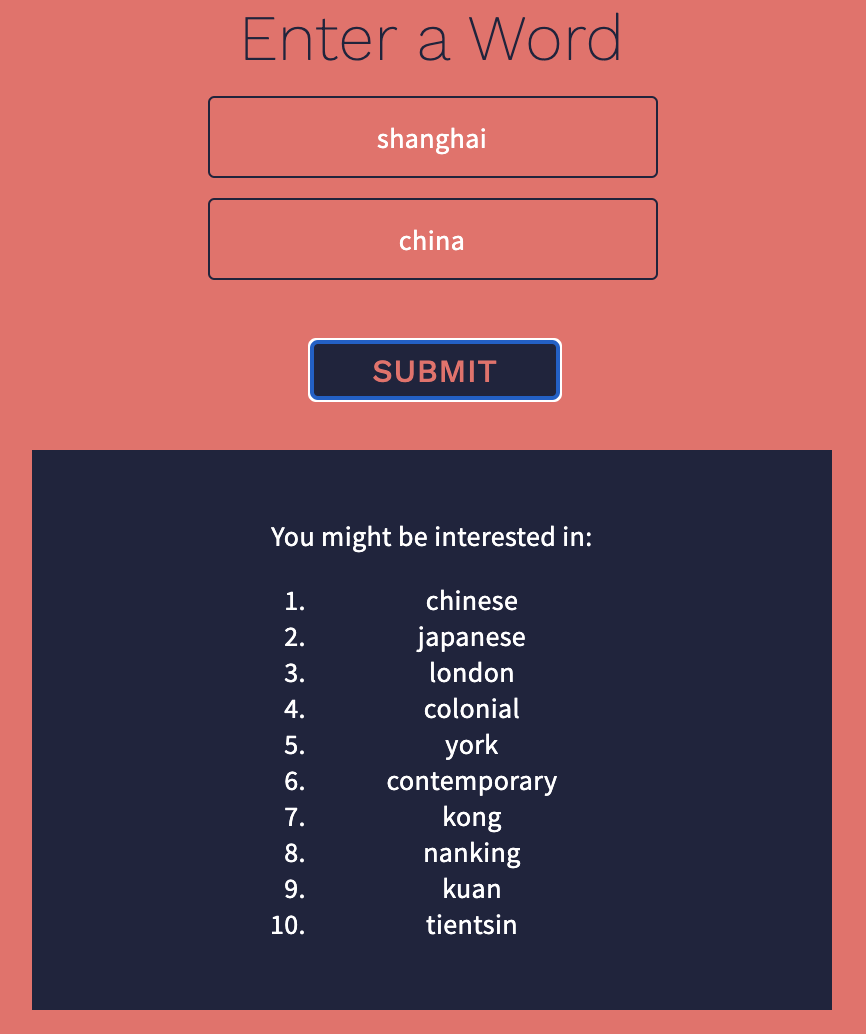 Enter a Word
shanghai
china
SUBMIT
You might be interested in:
1. chinese
2. japanese
3. london
4. colonial
5. york
6. contemporary
7. kong
8. nanking
9. kuan
10. tientsin